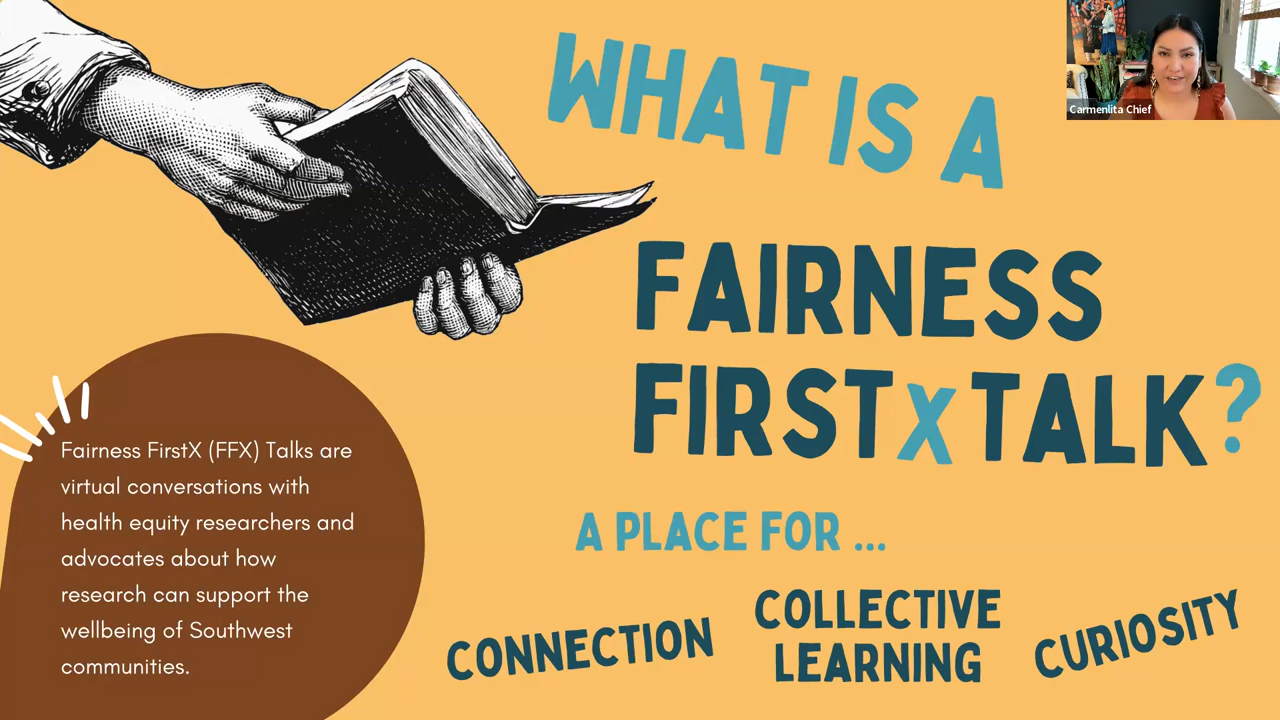 WHAT IS A
Carmenlita Chief
FAIRNESS
FIRSTXTALK?
Fairness FirstX (FFX) Talks are
virtual conversations with
health equity researchers and
advocates about how
research can support the
wellbeing of Southwest
communities.
A PLACE FOR ...
CONNECTION
COLLECTIVE
LEARNING
CURIOSITY